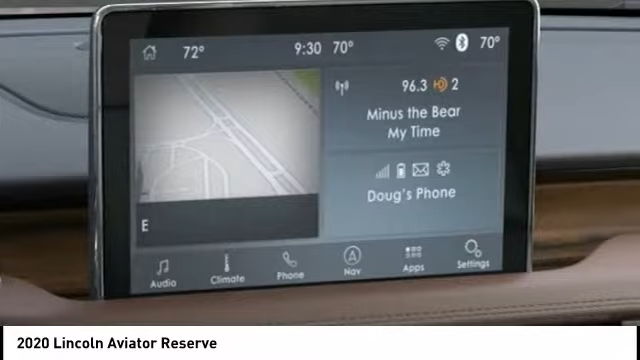 72° 9:30 70° 70°
96.3 HD 2
Minus the Bear
My Time
Doug's Phone
E
Audio Climate Phone Nav Apps Settings
2020 Lincoln Aviator Reserve